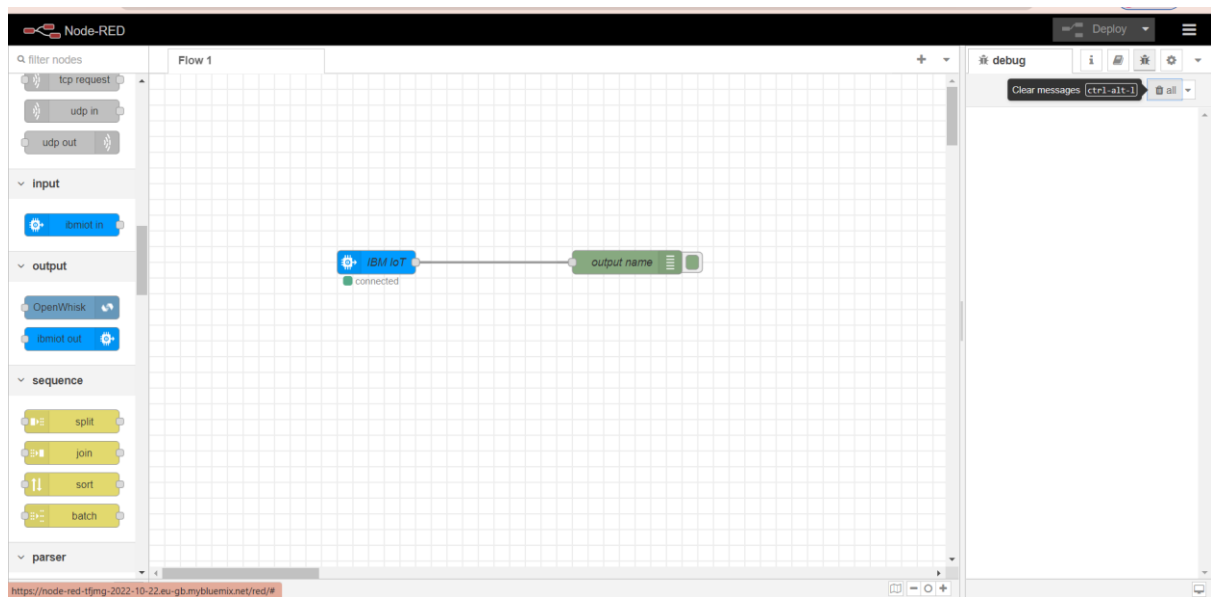 Node-RED
Deploy
filter nodes
Flow 1
debug
i
tcp request
udp in
udp out
Clear messages ctrl-alt-l
all
input
ibmiot in
output
OpenWhisk
ibmiot out
IBM IoT
connected
output name
sequence
split
join
sort
batch
parser
https://node-red-tfjmg-2022-10-22.eu-gb.mybluemix.net/red/#